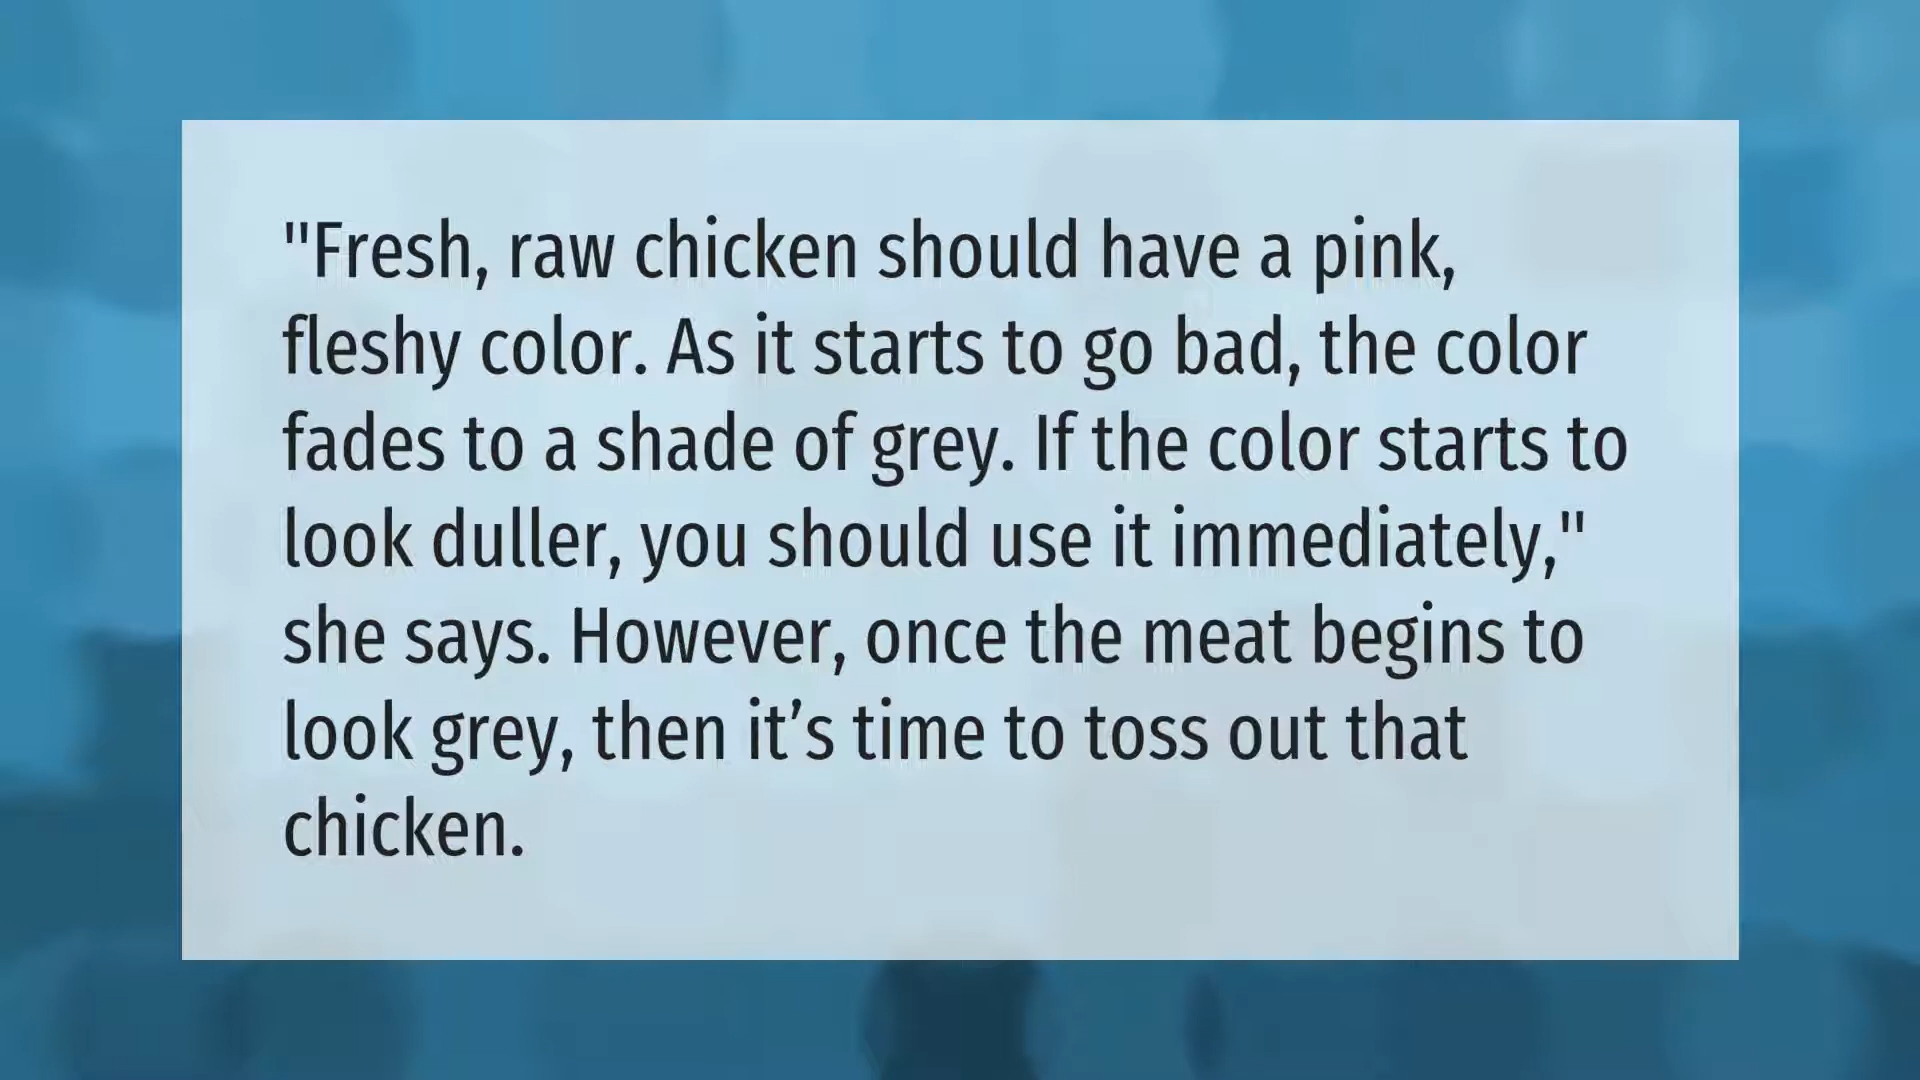 "Fresh, raw chicken should have a pink,
fleshy color. As it starts to go bad, the color
fades to a shade of grey. If the color starts to
look duller, you should use it immediately,"
she says. However, once the meat begins to
look grey, then it’s time to toss out that
chicken.